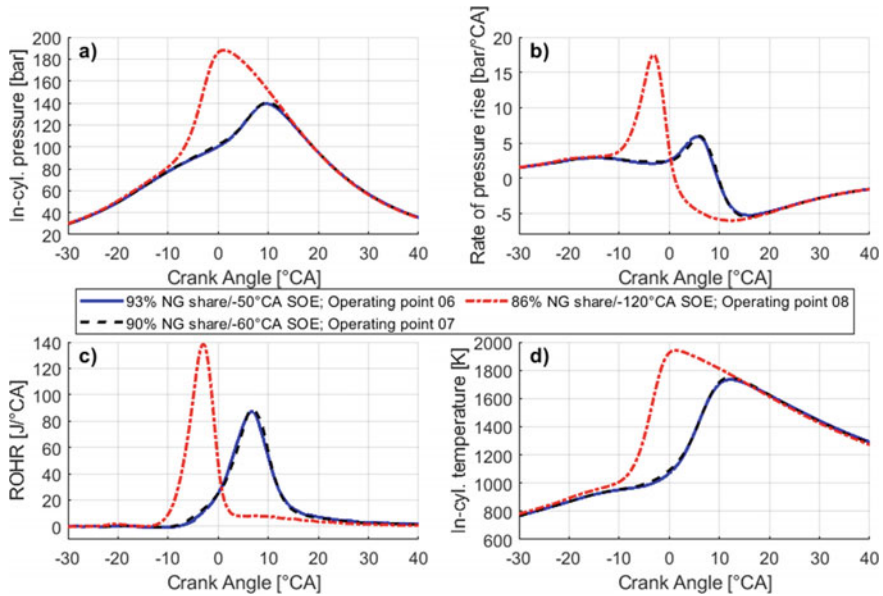 a)
In-cyl. pressure [bar]
200
180
160
140
120
100
80
60
40
20
-30 -20 -10 0 10 20 30 40
Crank Angle [°CA]
b)
Rate of pressure rise [bar/°CA]
20
15
10
5
0
-5
-30 -20 -10 0 10 20 30 40
Crank Angle [°CA]
93% NG share/-50°CA SOE; Operating point 06
86% NG share/-120°CA SOE; Operating point 08
90% NG share/-60°CA SOE; Operating point 07
c)
ROHR [J/°CA]
140
120
100
80
60
40
20
0
-30 -20 -10 0 10 20 30 40
Crank Angle [°CA]
d)
In-cyl. temperature [K]
2000
1800
1600
1400
1200
1000
800
600
-30 -20 -10 0 10 20 30 40
Crank Angle [°CA]